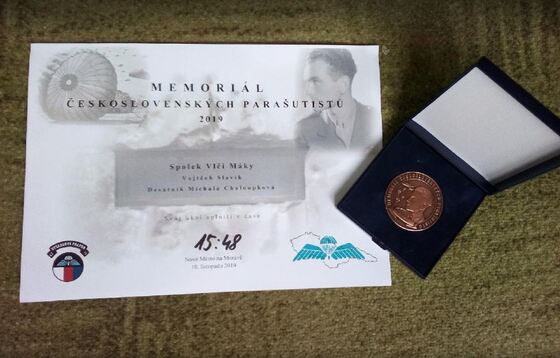 MEMORIÁL
ČESKOSLOVENSKÝCH PARAŠUTISTŮ
2019
Spolek Vlčí Máky
Vojtěch Slavík
Desátník Michala Chaloupková
Svůj úkol splnili v čase
15:48
Nové Město na Moravě
10. listopadu 2019